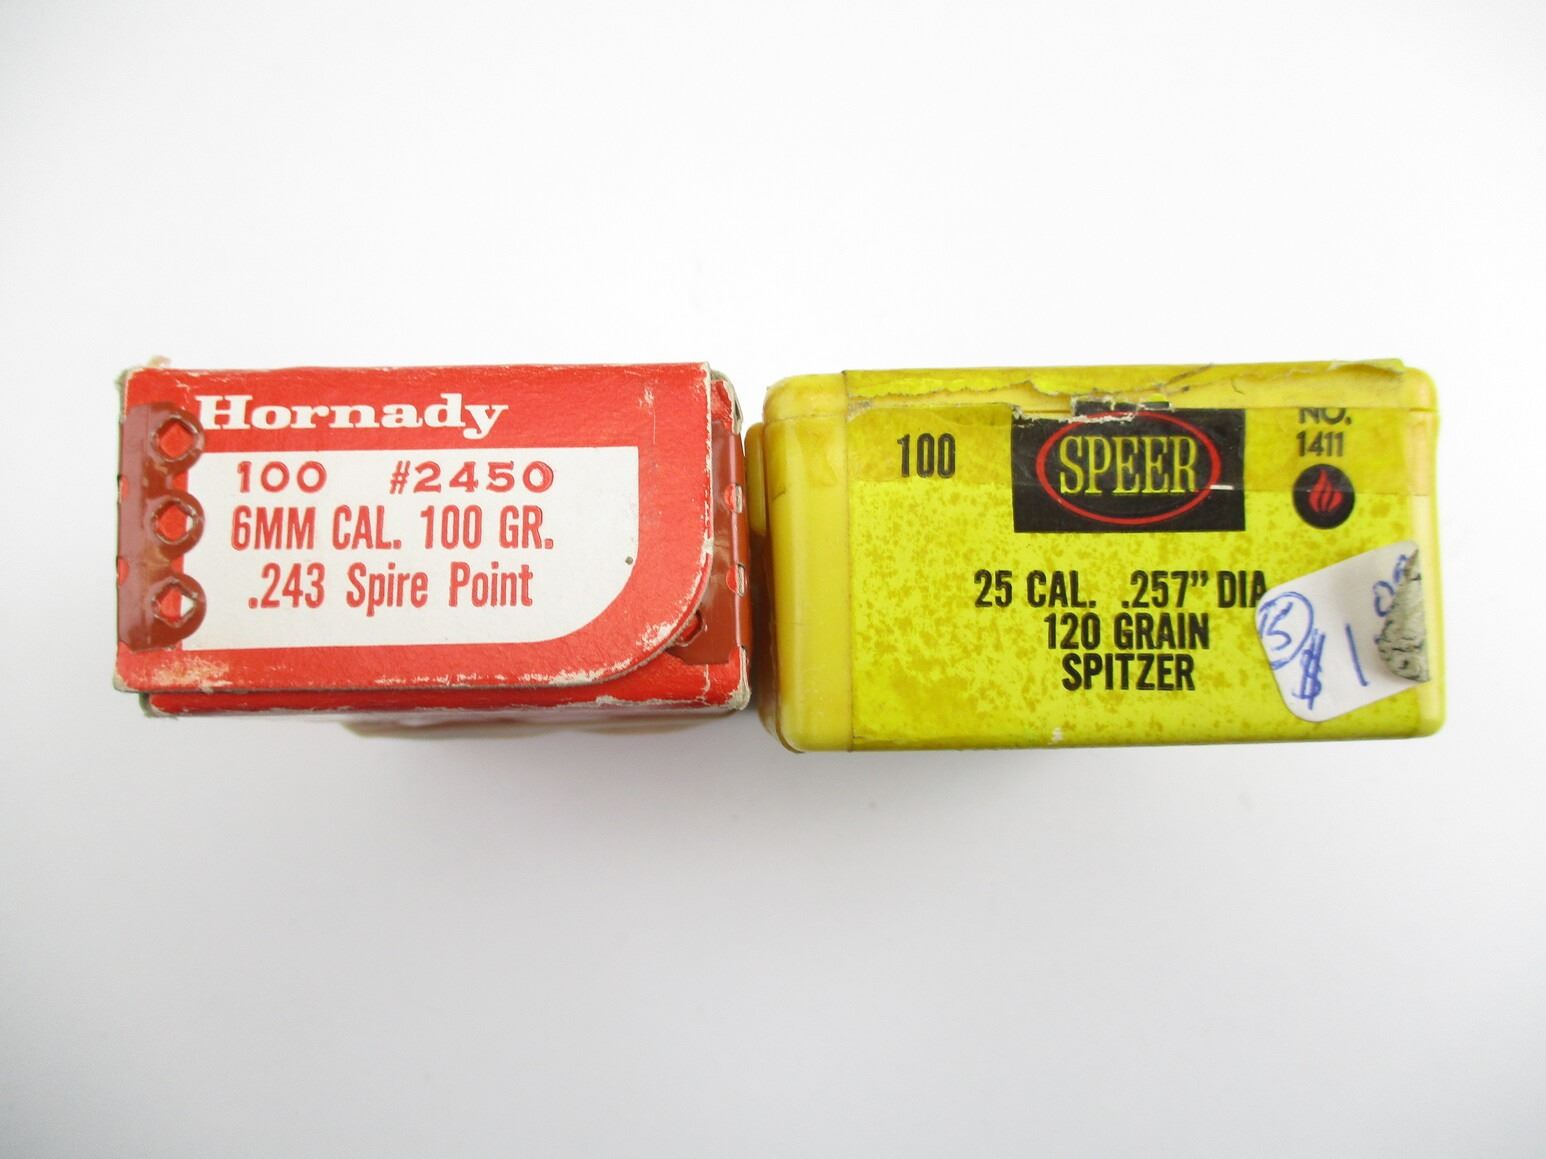 Hornady
100 #2450
6MM CAL. 100 GR.
.243 Spire Point
100 SPEER NO.
1411
25 CAL. .257" DIA
120 GRAIN
SPITZER
$1